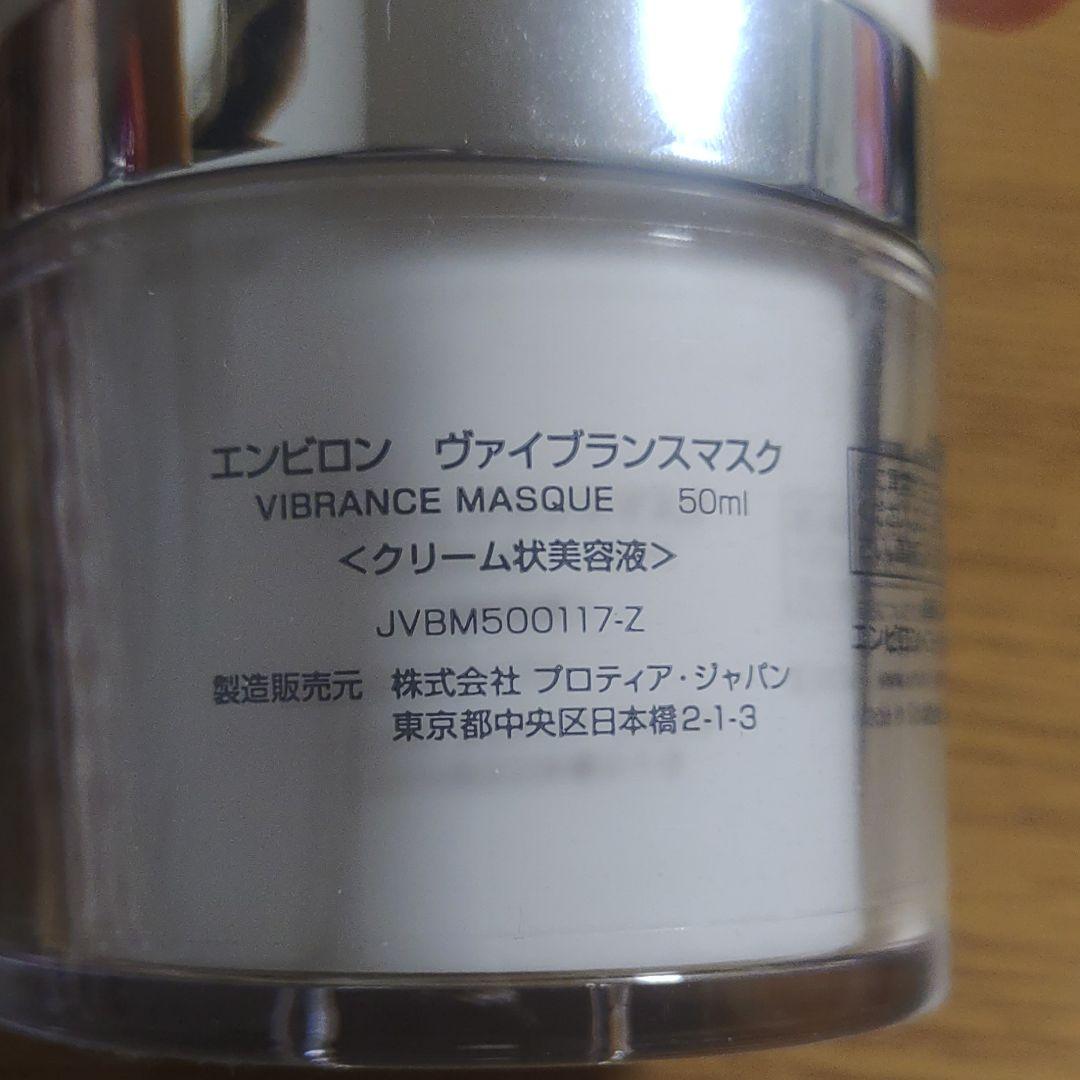 エンビロン　ヴァイブランスマスク
VIBRANCE MASQUE　50ml
＜クリーム状美容液＞
JVBM500117-Z
製造販売元　株式会社 プロティア・ジャパン
東京都中央区日本橋2-1-3